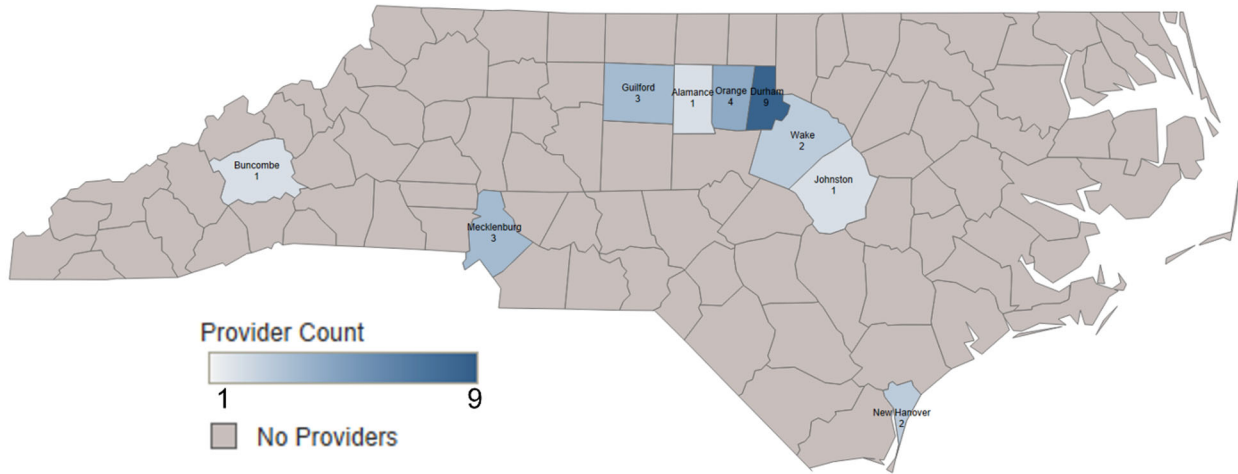 Guilford
3
Alamance
1
Orange
4
Durham
9
Wake
2
Buncombe
1
Johnston
1
Mecklenburg
3
Provider Count
1 9
No Providers
New Hanover
2